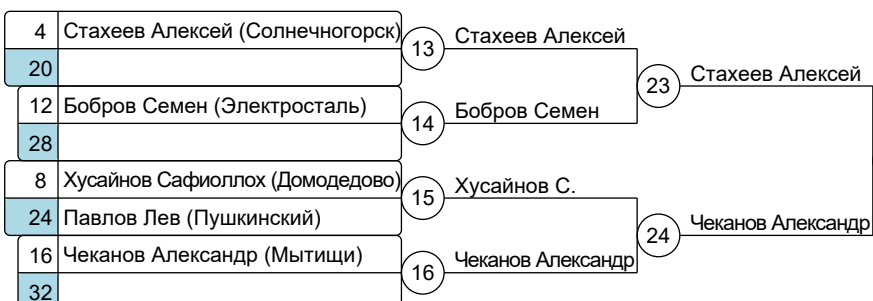 4 Стахеев Алексей (Солнечногорск)
13 Стахеев Алексей
20
23 Стахеев Алексей
12 Бобров Семен (Электросталь)
14 Бобров Семен
28
8 Хусайнов Сафиоллох (Домодедово)
15 Хусайнов С.
24 Павлов Лев (Пушкинский)
24 Чеканов Александр
16 Чеканов Александр (Мытищи)
16 Чеканов Александр
32